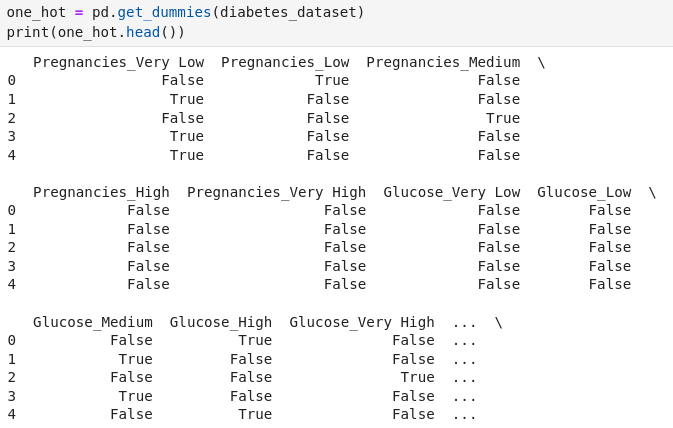 one_hot = pd.get_dummies(diabetes_dataset)
print(one_hot.head())
   Pregnancies_Very Low  Pregnancies_Low  Pregnancies_Medium  \
0                 False             True               False
1                  True            False               False
2                 False            False                True
3                  True            False               False
4                  True            False               False

   Pregnancies_High  Pregnancies_Very High  Glucose_Very Low  Glucose_Low  \
0             False                  False             False        False
1             False                  False             False        False
2             False                  False             False        False
3             False                  False             False        False
4             False                  False             False        False

   Glucose_Medium  Glucose_High  Glucose_Very High  ...  \
0           False          True              False  ...
1            True         False              False  ...
2           False         False               True  ...
3            True         False              False  ...
4           False          True              False  ...